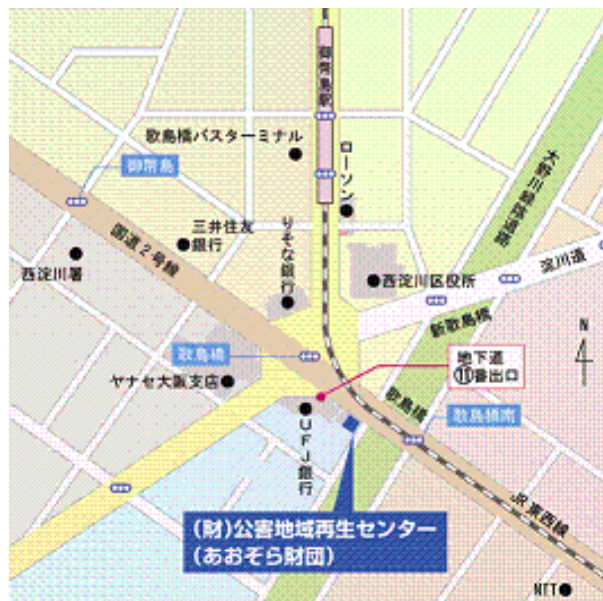 御幣島駅
歌島橋バスターミナル
ローソン
大野川緑陰道路
御幣島
国道2号線
三井住友
銀行
りそな銀行
西淀川署
西淀川区役所
淀川道
新歌島橋
N
歌島橋
地下道
⑪番出口
ヤナセ大阪支店
歌島橋
歌島橋南
UFJ銀行
JR東西線
(財)公害地域再生センター
(あおぞら財団)
NTT